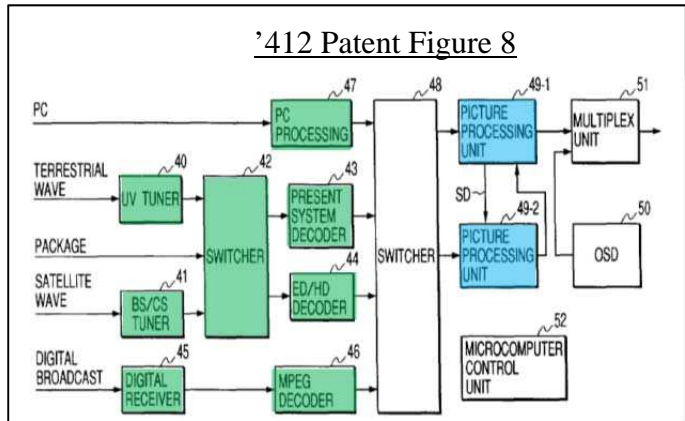 ’412 Patent Figure 8
PC
47
PC
PROCESSING
48
49-1
PICTURE
PROCESSING
UNIT
51
MULTIPLEX
UNIT
TERRESTRIAL
WAVE
40
UV TUNER
42
SWITCHER
43
PRESENT
SYSTEM
DECODER
SD
49-2
PICTURE
PROCESSING
UNIT
50
OSD
PACKAGE
SATELLITE
WAVE
41
BS/CS
TUNER
44
ED/HD
DECODER
SWITCHER
DIGITAL
BROADCAST
45
DIGITAL
RECEIVER
46
MPEG
DECODER
52
MICROCOMPUTER
CONTROL
UNIT